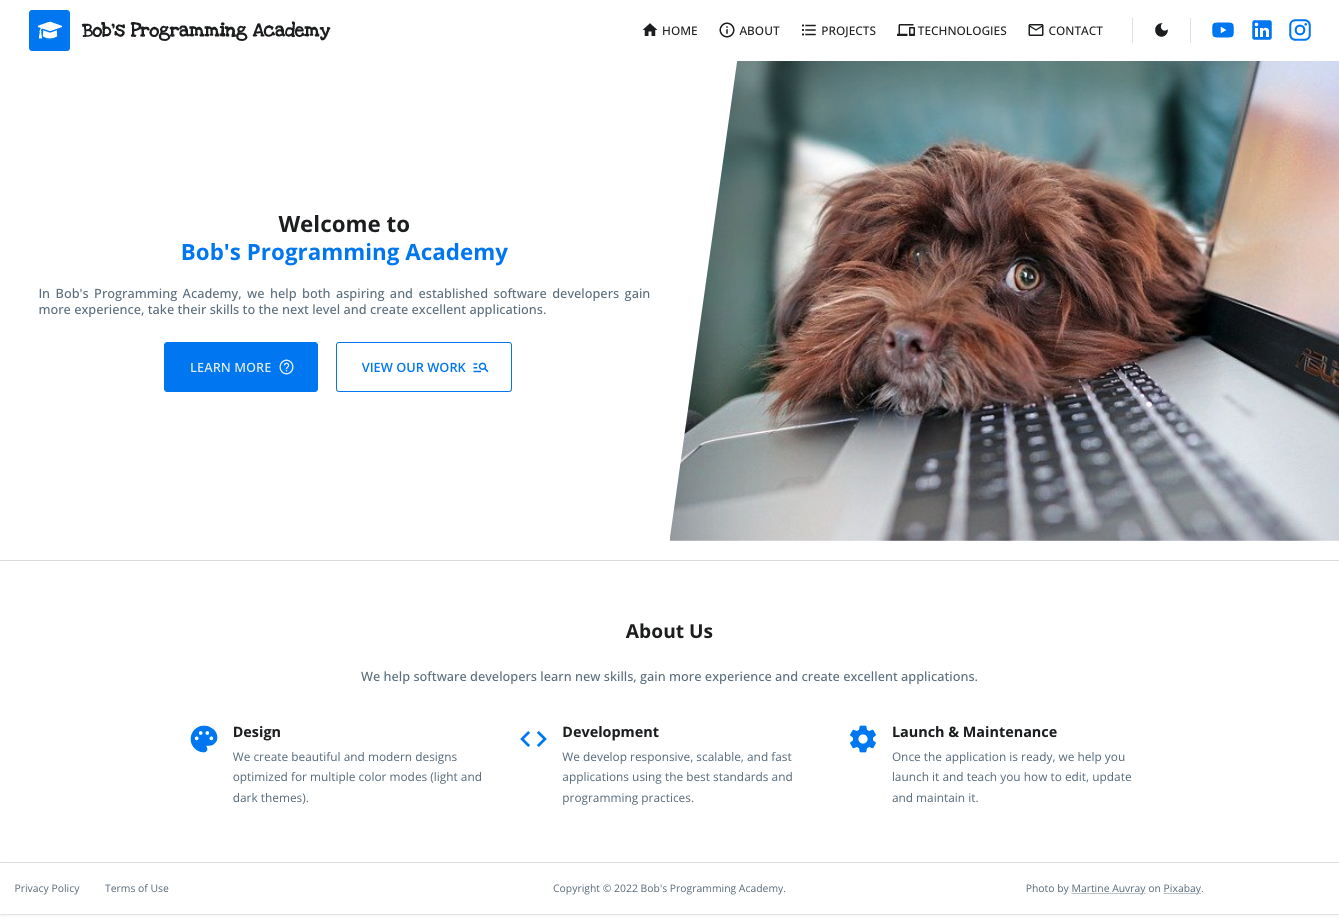 Bob's Programming Academy
HOME
ABOUT
PROJECTS
TECHNOLOGIES
CONTACT
Welcome to
Bob's Programming Academy
In Bob's Programming Academy, we help both aspiring and established software developers gain
more experience, take their skills to the next level and create excellent applications.
LEARN MORE
VIEW OUR WORK
ASUS
About Us
We help software developers learn new skills, gain more experience and create excellent applications.
Design
We create beautiful and modern designs
optimized for multiple color modes (light and
dark themes).
Development
We develop responsive, scalable, and fast
applications using the best standards and
programming practices.
Launch & Maintenance
Once the application is ready, we help you
launch it and teach you how to edit, update
and maintain it.
Privacy Policy
Terms of Use
Copyright © 2022 Bob's Programming Academy.
Photo by Martine Auvray on Pixabay.